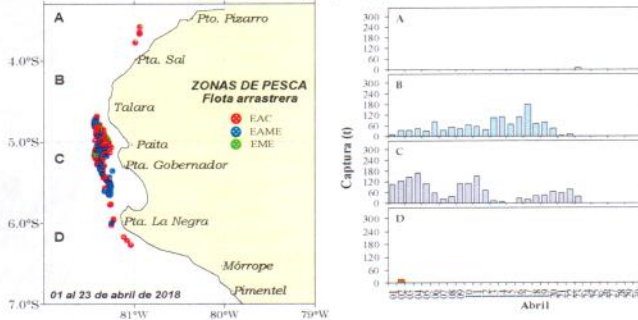 A
Pto. Pizarro
4.0°S
Pta. Sal
B
ZONAS DE PESCA
Flota arrastrera
Talara
EAC
EAME
EME
5.0°S
Paita
C
Pta. Gobernador
6.0°S
Pta. La Negra
D
Mórrope
01 al 23 de abril de 2018
Pimentel
7.0°S
81°W
80°W
79°W
Captura (t)
A
300
240
180
120
60
0
B
300
240
180
120
60
0
C
300
240
180
120
60
0
D
300
240
180
120
60
0
Abril